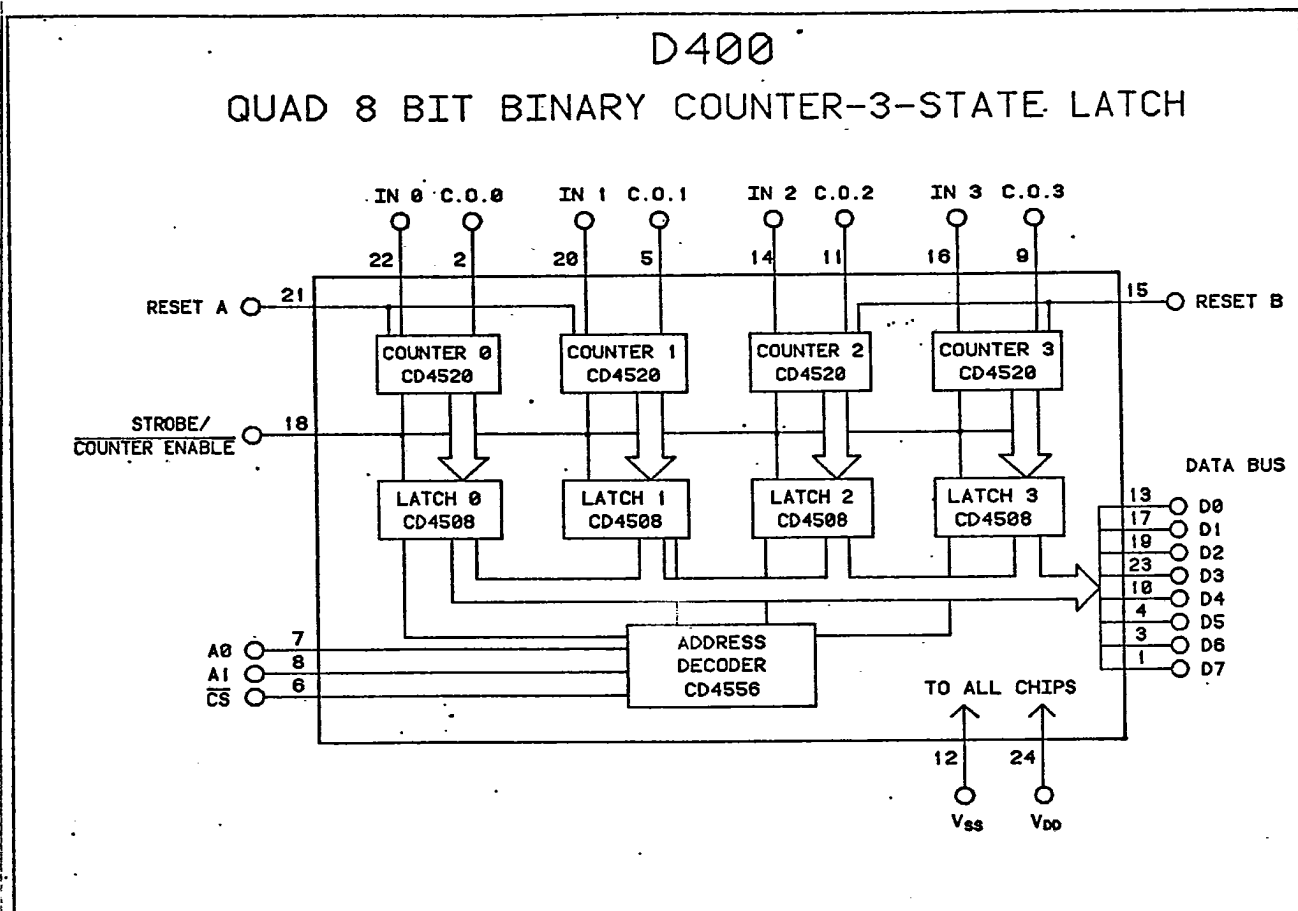 D400
QUAD 8 BIT BINARY COUNTER-3-STATE LATCH
IN 0 C.O.0 IN 1 C.O.1 IN 2 C.O.2 IN 3 C.O.3
22 2 20 5 14 11 16 9
RESET A 21
15 RESET B
COUNTER 0
CD4520
COUNTER 1
CD4520
COUNTER 2
CD4520
COUNTER 3
CD4520
STROBE/
COUNTER ENABLE
18
LATCH 0
CD4508
LATCH 1
CD4508
LATCH 2
CD4508
LATCH 3
CD4508
DATA BUS
13 D0
17 D1
19 D2
23 D3
10 D4
4 D5
3 D6
1 D7
A0 7
A1 8
CS 6
ADDRESS
DECODER
CD4556
TO ALL CHIPS
12 24
VSS VDD